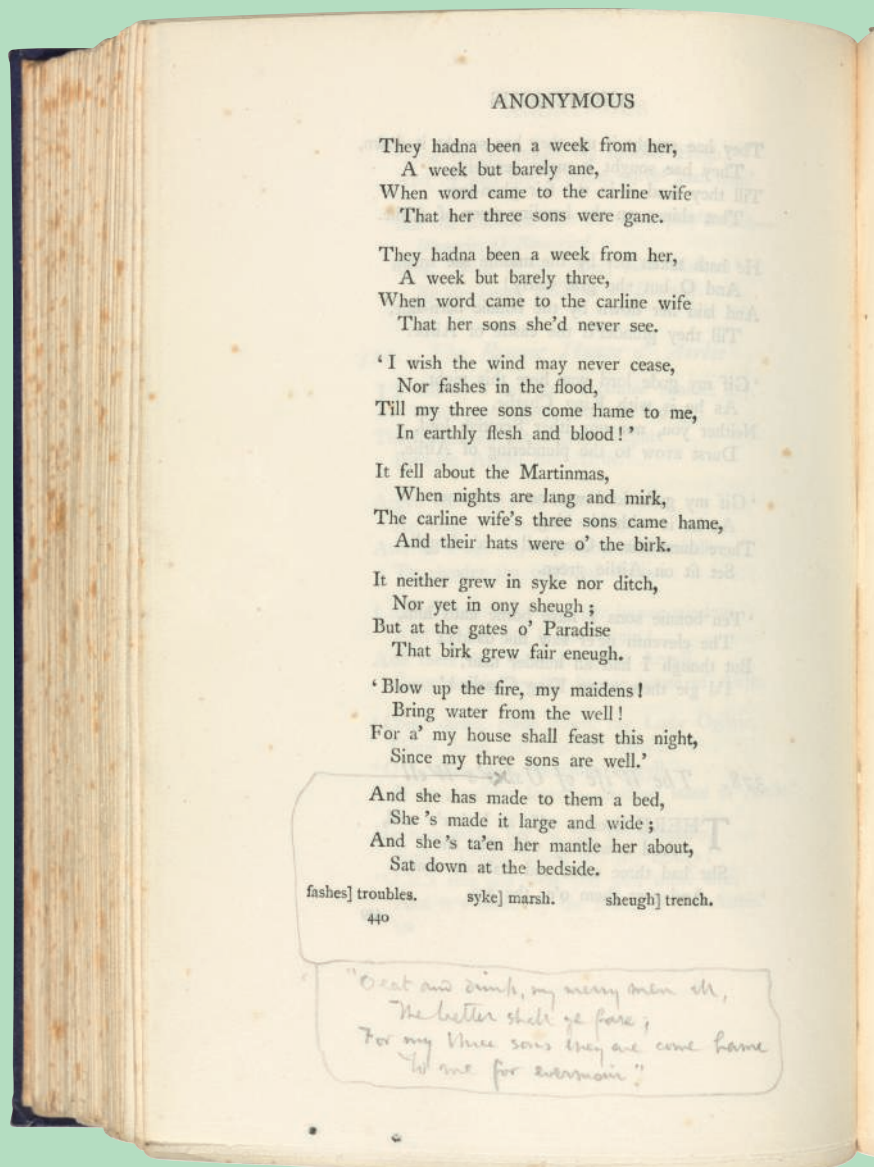 ANONYMOUS
They hadna been a week from her,
A week but barely ane,
When word came to the carline wife
That her three sons were gane.
They hadna been a week from her,
A week but barely three,
When word came to the carline wife
That her sons she'd never see.
‘I wish the wind may never cease,
Nor fashes in the flood,
Till my three sons come hame to me,
In earthly flesh and blood!’
It fell about the Martinmas,
When nights are lang and mirk,
The carline wife's three sons came hame,
And their hats were o’ the birk.
It neither grew in syke nor ditch,
Nor yet in ony sheugh;
But at the gates o’ Paradise
That birk grew fair eneugh.
‘Blow up the fire, my maidens!
Bring water from the well!
For a’ my house shall feast this night,
Since my three sons are well.’
And she has made to them a bed,
She’s made it large and wide;
And she’s ta’en her mantle her about,
Sat down at the bedside.
fashes] troubles. syke] marsh. sheugh] trench.
440
"O eat and drink, my merry men all,
The better shall ye fare;
For my three sons they are come hame
To me for evermair."